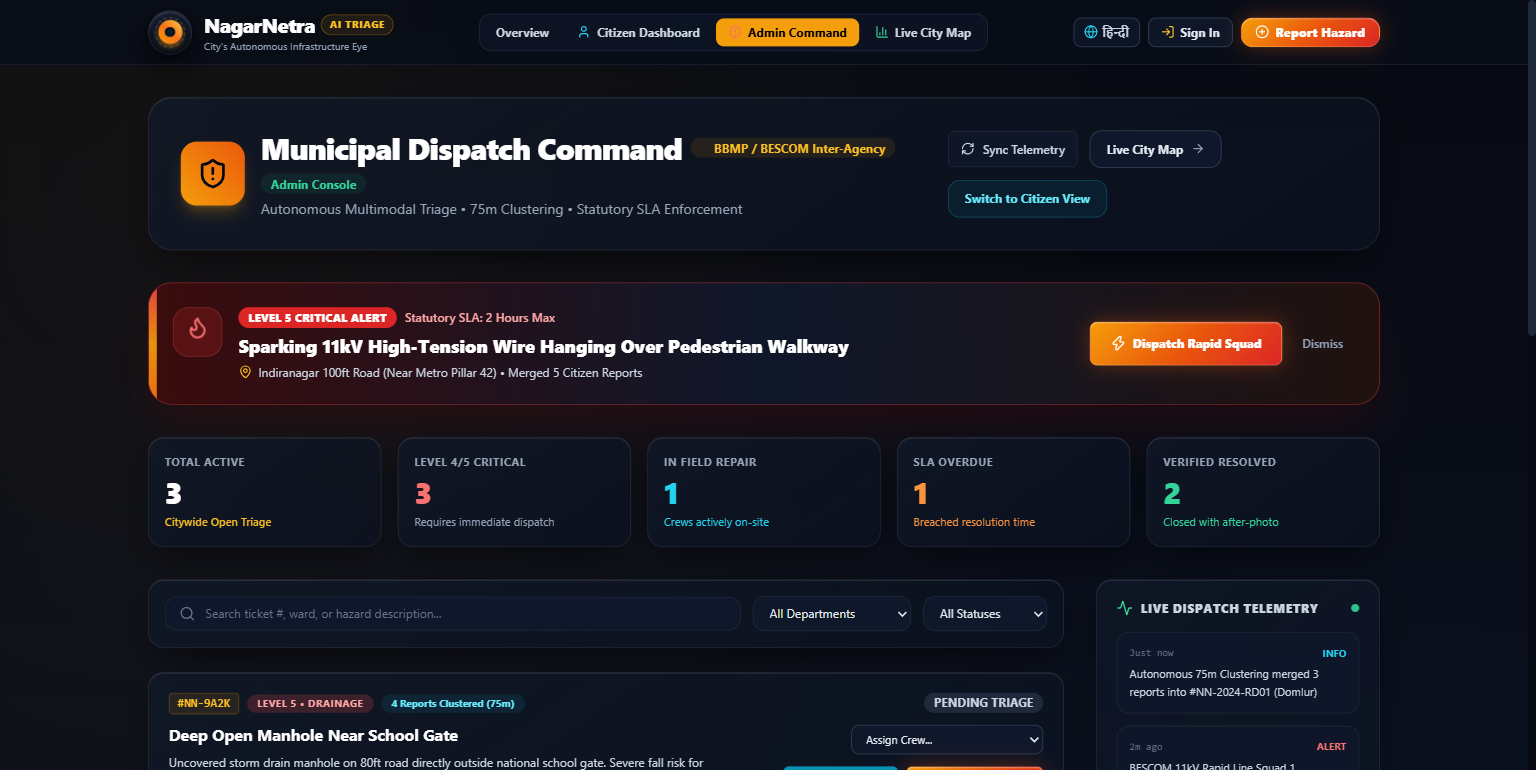 NagarNetra AI TRIAGE
City's Autonomous Infrastructure Eye
Overview Citizen Dashboard Admin Command Live City Map
हिन्दी Sign In Report Hazard
Municipal Dispatch Command BBMP / BESCOM Inter-Agency
Admin Console
Autonomous Multimodal Triage • 75m Clustering • Statutory SLA Enforcement
Sync Telemetry Live City Map →
Switch to Citizen View
LEVEL 5 CRITICAL ALERT Statutory SLA: 2 Hours Max
Sparking 11kV High-Tension Wire Hanging Over Pedestrian Walkway
Indiranagar 100ft Road (Near Metro Pillar 42) • Merged 5 Citizen Reports
Dispatch Rapid Squad Dismiss
TOTAL ACTIVE
3
Citywide Open Triage
LEVEL 4/5 CRITICAL
3
Requires immediate dispatch
IN FIELD REPAIR
1
Crews actively on-site
SLA OVERDUE
1
Breached resolution time
VERIFIED RESOLVED
2
Closed with after-photo
Search ticket #, ward, or hazard description... All Departments All Statuses
#NN-9A2K LEVEL 5 • DRAINAGE 4 Reports Clustered (75m) PENDING TRIAGE
Deep Open Manhole Near School Gate
Assign Crew...
Uncovered storm drain manhole on 80ft road directly outside national school gate. Severe fall risk for
LIVE DISPATCH TELEMETRY
Just now INFO
Autonomous 75m Clustering merged 3
reports into #NN-2024-RD01 (Domlur)
2m ago ALERT
BESCOM 11kV Rapid Line Squad 1